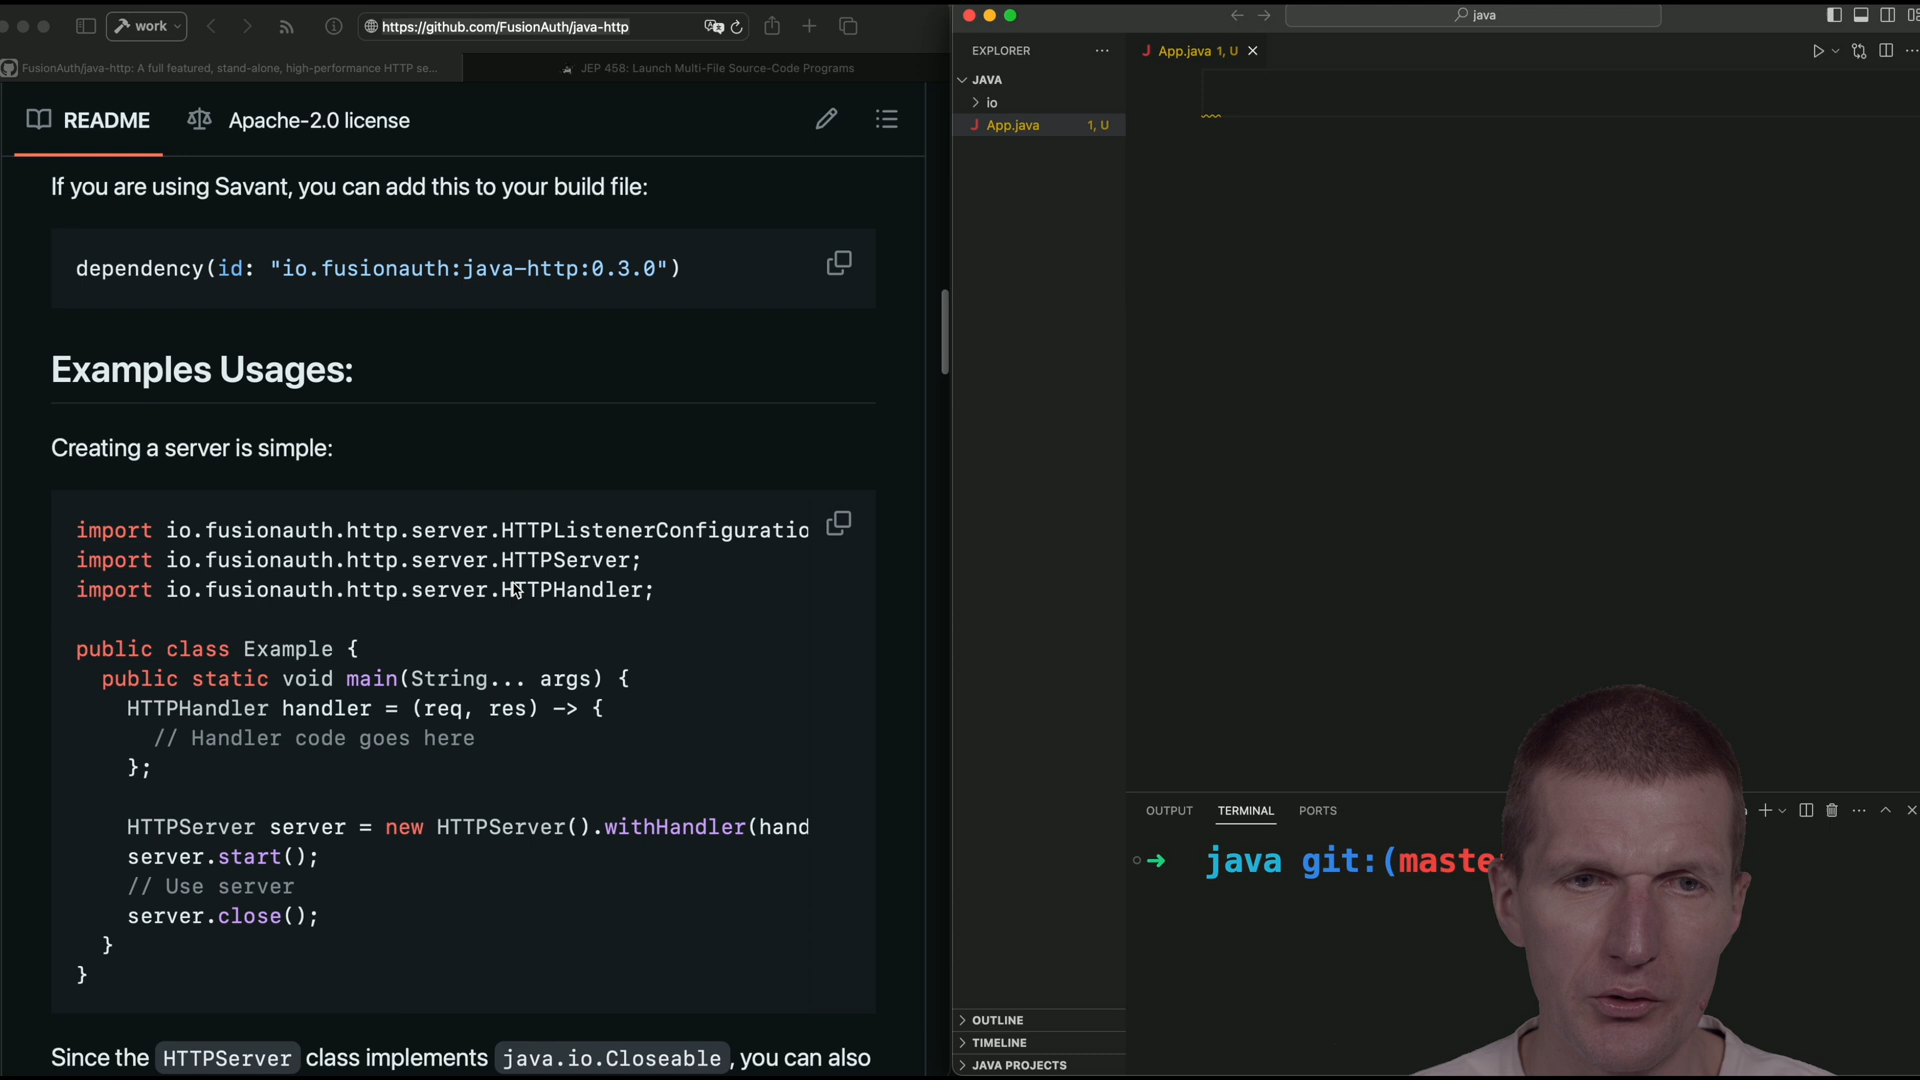 work
https://github.com/FusionAuth/java-http
FusionAuth/java-http: A full featured, stand-alone, high-performance HTTP se...
JEP 458: Launch Multi-File Source-Code Programs
README
Apache-2.0 license
If you are using Savant, you can add this to your build file:
dependency(id: "io.fusionauth:java-http:0.3.0")
Examples Usages:
Creating a server is simple:
import io.fusionauth.http.server.HTTPListenerConfiguratio
import io.fusionauth.http.server.HTTPServer;
import io.fusionauth.http.server.HTTPHandler;
public class Example {
public static void main(String... args) {
HTTPHandler handler = (req, res) -> {
// Handler code goes here
};
HTTPServer server = new HTTPServer().withHandler(hand
server.start();
// Use server
server.close();
}
}
Since the HTTPServer class implements java.io.Closeable, you can also
java
EXPLORER
J App.java 1, U
JAVA
io
J App.java 1, U
OUTPUT
TERMINAL
PORTS
java git:(maste
OUTLINE
TIMELINE
JAVA PROJECTS